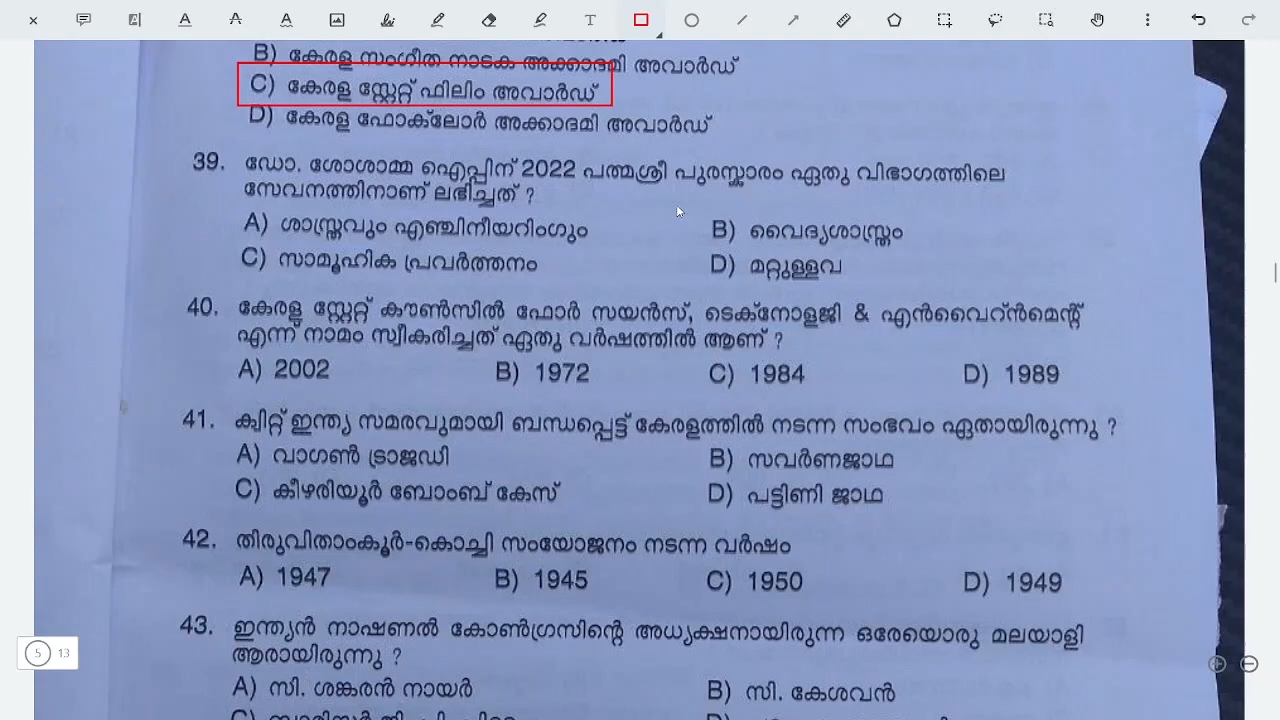 B) കേരള സംഗീത നാടക അക്കാദമി അവാർഡ്
C) കേരള സ്റ്റേറ്റ് ഫിലിം അവാർഡ്
D) കേരള ഫോക്‌ലോർ അക്കാദമി അവാർഡ്
39. ഡോ. ശോശാമ്മ ഐപ്പിന് 2022 പത്മശ്രീ പുരസ്കാരം ഏതു വിഭാഗത്തിലെ
സേവനത്തിനാണ് ലഭിച്ചത് ?
A) ശാസ്ത്രവും എഞ്ചിനീയറിംഗും B) വൈദ്യശാസ്ത്രം
C) സാമൂഹിക പ്രവർത്തനം D) മറ്റുള്ളവ
40. കേരള സ്റ്റേറ്റ് കൗൺസിൽ ഫോർ സയൻസ്, ടെക്നോളജി & എൻവൈറ്ൻമെന്റ്
എന്ന് നാമം സ്വീകരിച്ചത് ഏതു വർഷത്തിൽ ആണ് ?
A) 2002 B) 1972 C) 1984 D) 1989
41. ക്വിറ്റ് ഇന്ത്യ സമരവുമായി ബന്ധപ്പെട്ട് കേരളത്തിൽ നടന്ന സംഭവം ഏതായിരുന്നു ?
A) വാഗൺ ട്രാജഡി B) സവർണജാഥ
C) കീഴരിയൂർ ബോംബ് കേസ് D) പട്ടിണി ജാഥ
42. തിരുവിതാംകൂർ-കൊച്ചി സംയോജനം നടന്ന വർഷം
A) 1947 B) 1945 C) 1950 D) 1949
43. ഇന്ത്യൻ നാഷണൽ കോൺഗ്രസിന്റെ അധ്യക്ഷനായിരുന്ന ഒരേയൊരു മലയാളി
ആരായിരുന്നു ?
A) സി. ശങ്കരൻ നായർ B) സി. കേശവൻ
5 13